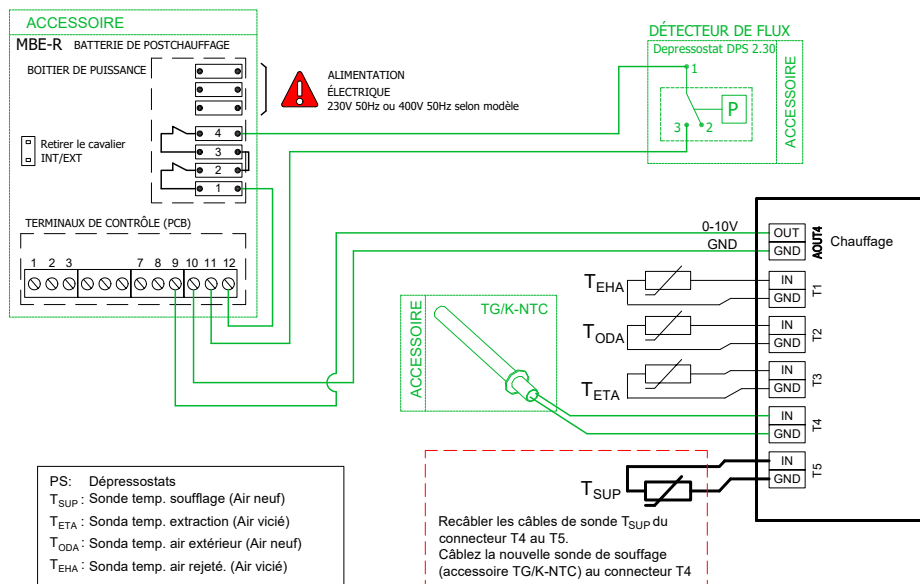 ACCESSOIRE
MBE-R BATTERIE DE POSTCHAUFFAGE
BOITIER DE PUISSANCE
ALIMENTATION
ÉLECTRIQUE
230V 50Hz ou 400V 50Hz selon modèle
Retirer le cavalier
INT/EXT
4
3
2
1
TERMINAUX DE CONTRÔLE (PCB)
1 2 3 7 8 9 10 11 12
DÉTECTEUR DE FLUX
Depressostat DPS 2.30
1
3 2
P
ACCESSOIRE
0-10V
GND
OUT
GND
AOUT4
Chauffage
TEHA
IN
GND
T1
TODA
IN
GND
T2
TETA
IN
GND
T3
ACCESSOIRE
TG/K-NTC
IN
GND
T4
TSUP
IN
GND
T5
Recâbler les câbles de sonde TSUP du
connecteur T4 au T5.
Câblez la nouvelle sonde de souffage
(accessoire TG/K-NTC) au connecteur T4
PS: Dépressostats
TSUP : Sonde temp. soufflage (Air neuf)
TETA : Sonda temp. extraction (Air vicié)
TODA : Sonda temp. air extérieur (Air neuf)
TEHA : Sonda temp. air rejeté. (Air vicié)